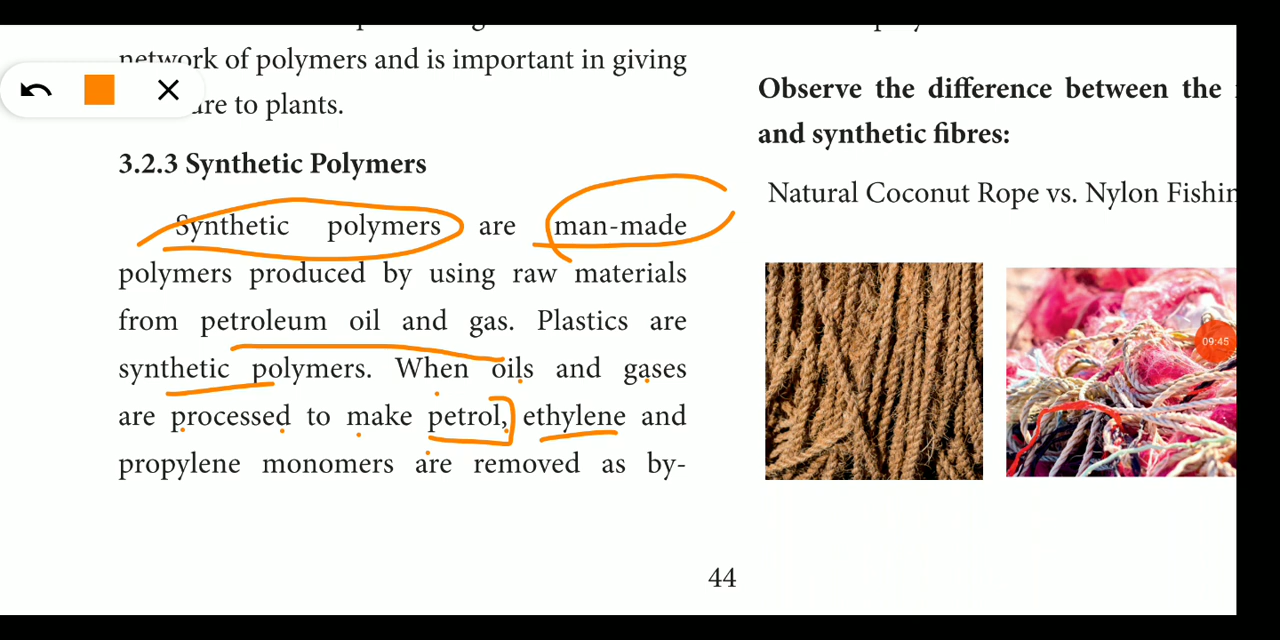 network of polymers and is important in giving
to plants.
3.2.3 Synthetic Polymers
Synthetic polymers are man-made
polymers produced by using raw materials
from petroleum oil and gas. Plastics are
synthetic polymers. When oils and gases
are processed to make petrol, ethylene and
propylene monomers are removed as by-
Observe the difference between the
and synthetic fibres:
Natural Coconut Rope vs. Nylon
09:45
44